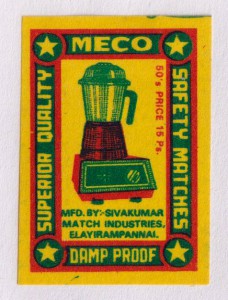 MECO
SUPERIOR QUALITY
SAFETY MATCHES
50's PRICE 15 Ps.
MFD. BY:- SIVAKUMAR
MATCH INDUSTRIES,
ELAYIRAMPANNAI.
DAMP PROOF